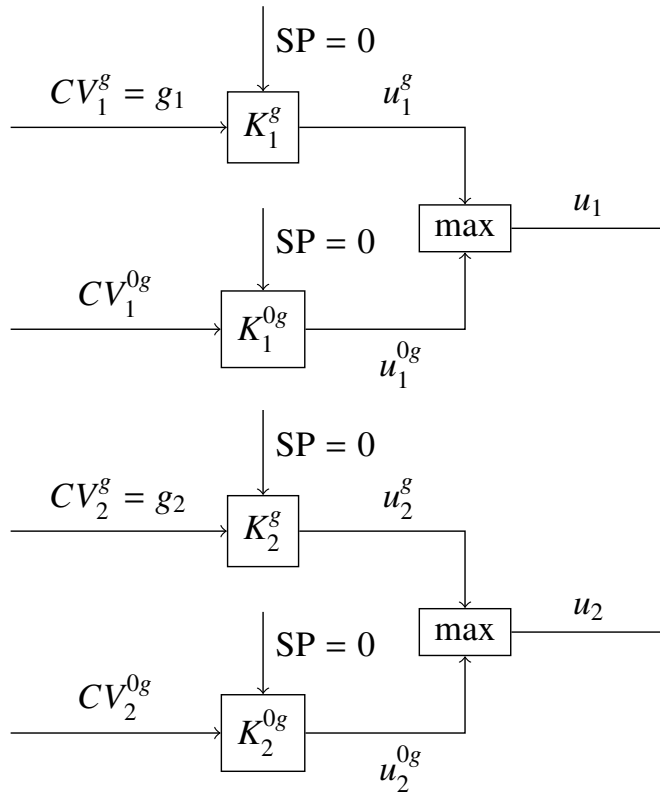 SP = 0
$CV_1^g = g_1$
$K_1^g$
$u_1^g$
max
$u_1$
SP = 0
$CV_1^{0g}$
$K_1^{0g}$
$u_1^{0g}$
SP = 0
$CV_2^g = g_2$
$K_2^g$
$u_2^g$
max
$u_2$
SP = 0
$CV_2^{0g}$
$K_2^{0g}$
$u_2^{0g}$